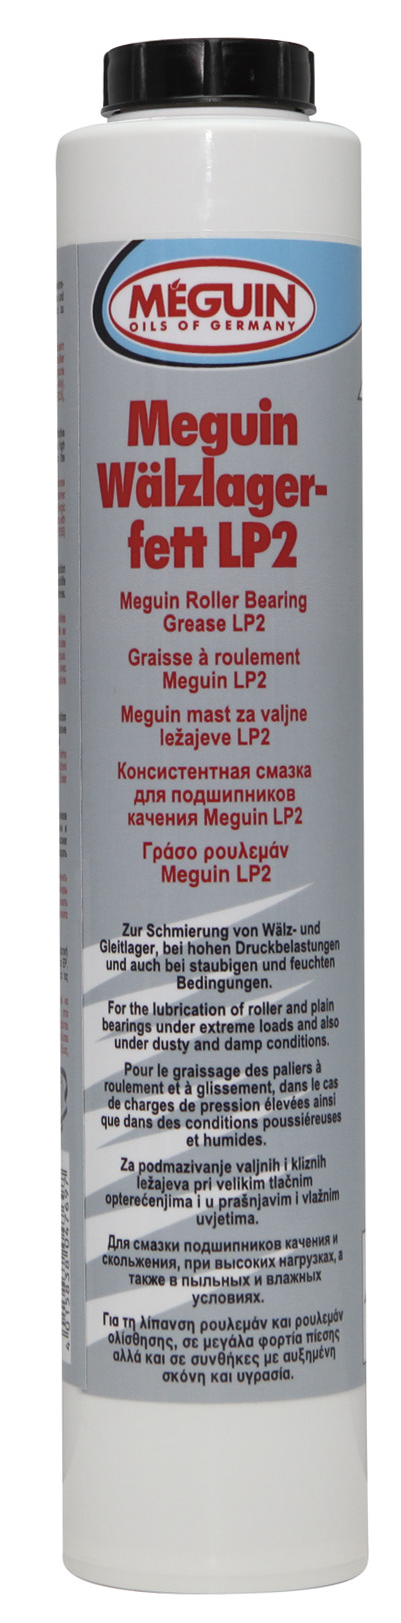 MEGUIN
OILS OF GERMANY
Meguin
Wälzlager-
fett LP2
Meguin Roller Bearing
Grease LP2
Graisse à roulement
Meguin LP2
Meguin mast za valjne
ležajeve LP2
Консистентная смазка
для подшипников
качения Meguin LP2
Γράσο ρουλεμάν
Meguin LP2
Zur Schmierung von Wälz- und
Gleitlager, bei hohen Druckbelastungen
und auch bei staubigen und feuchten
Bedingungen.
For the lubrication of roller and plain
bearings under extreme loads and also
under dusty and damp conditions.
Pour le graissage des paliers à
roulement et à glissement, dans le cas
de charges de pression élevées ainsi
que dans des conditions poussiéreuses
et humides.
Za podmazivanje valjnih i kliznih
ležajeva pri velikim tlačnim
opterećenjima i u prašnjavim i vlažnim
uvjetima.
Для смазки подшипников качения и
скольжения, при высоких нагрузках, а
также в пыльных и влажных
условиях.
Για τη λίπανση ρουλεμάν και ρουλεμάν
ολίσθησης, σε μεγάλα φορτία πίεσης
αλλά και σε συνθήκες με αυξημένη
σκόνη και υγρασία.